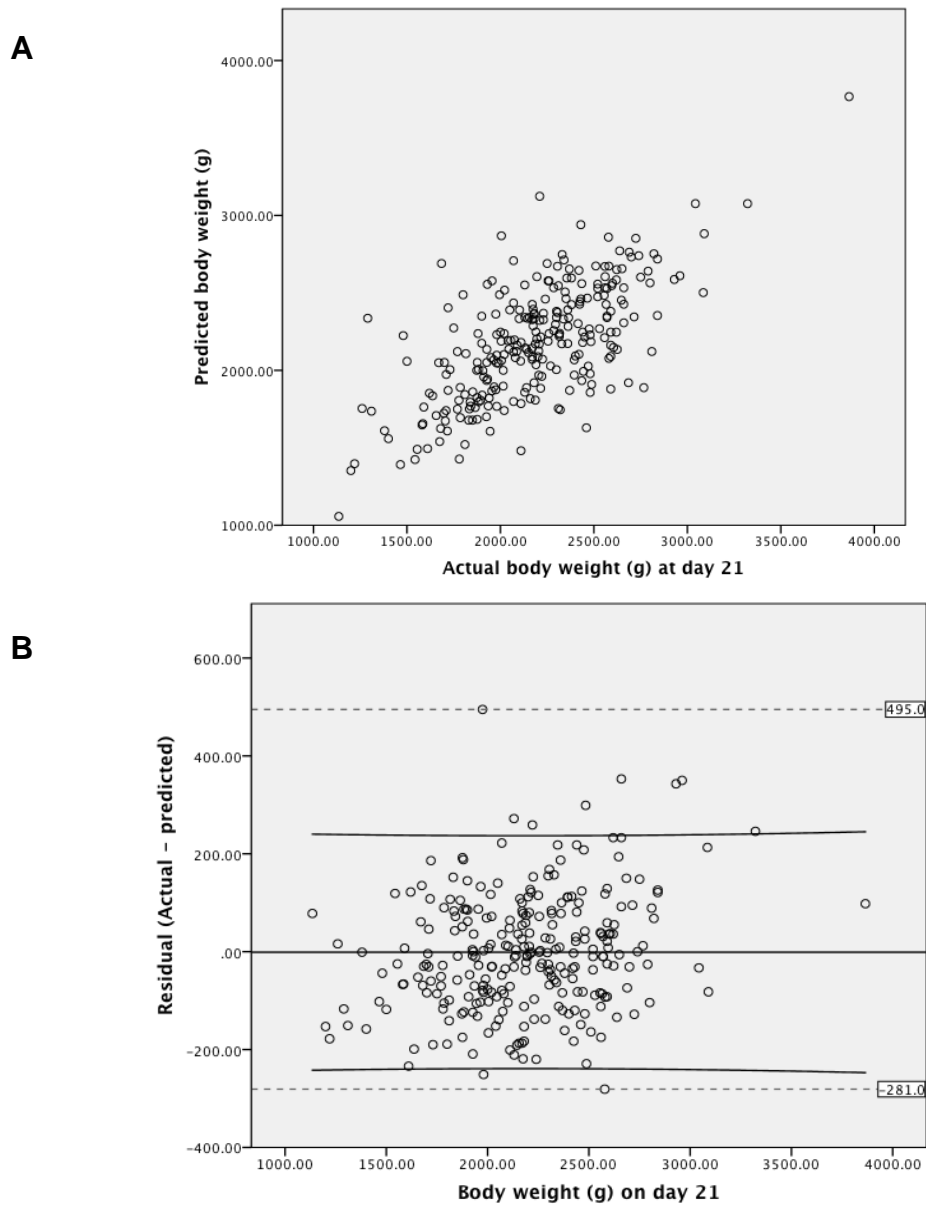 A
4000.00
3000.00
2000.00
1000.00
Predicted body weight (g)
1000.00 1500.00 2000.00 2500.00 3000.00 3500.00 4000.00
Actual body weight (g) at day 21
B
600.00
400.00
200.00
.00
-200.00
-400.00
Residual (Actual - predicted)
495.0
-281.0
1000.00 1500.00 2000.00 2500.00 3000.00 3500.00 4000.00
Body weight (g) on day 21